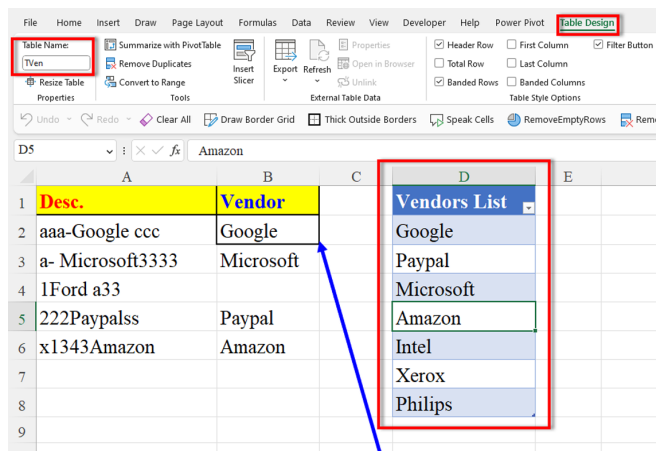 File Home Insert Draw Page Layout Formulas Data Review View Developer Help Power Pivot Table Design
Table Name:
TVen
Resize Table
Properties
Summarize with PivotTable
Remove Duplicates
Convert to Range
Tools
Insert
Slicer
Export Refresh
Properties
Open in Browser
Unlink
External Table Data
Header Row First Column Filter Button
Total Row Last Column
Banded Rows Banded Columns
Table Style Options
Undo Redo Clear All Draw Border Grid Thick Outside Borders Speak Cells RemoveEmptyRows Remo
D5 fx Amazon
A B C D E
1 Desc. Vendor Vendors List
2 aaa-Google ccc Google Google
3 a- Microsoft3333 Microsoft Paypal
4 1Ford a33 Microsoft
5 222Paypalss Paypal Amazon
6 x1343Amazon Amazon Intel
7 Xerox
8 Philips
9